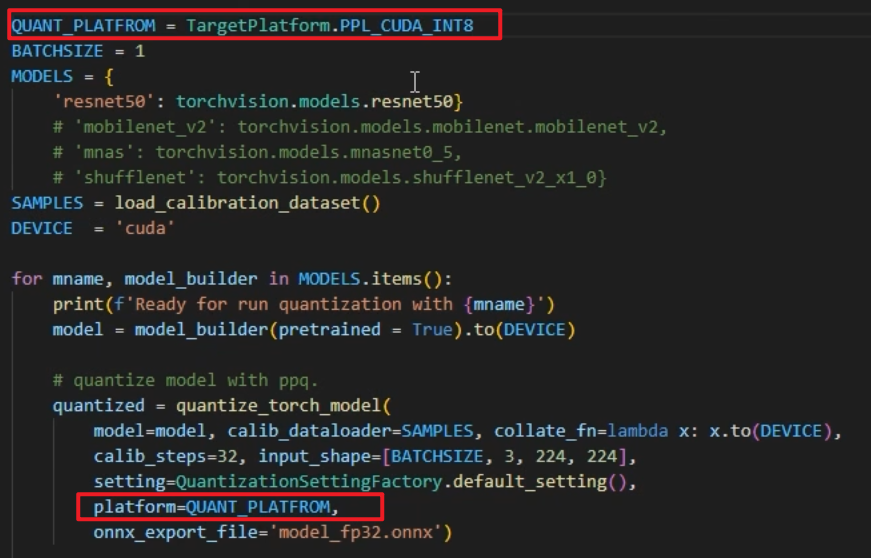 QUANT_PLATFROM = TargetPlatform.PPL_CUDA_INT8
BATCHSIZE = 1
MODELS = {
    'resnet50': torchvision.models.resnet50}
    # 'mobilenet_v2': torchvision.models.mobilenet.mobilenet_v2,
    # 'mnas': torchvision.models.mnasnet0_5,
    # 'shufflenet': torchvision.models.shufflenet_v2_x1_0}
SAMPLES = load_calibration_dataset()
DEVICE  = 'cuda'

for mname, model_builder in MODELS.items():
    print(f'Ready for run quantization with {mname}')
    model = model_builder(pretrained = True).to(DEVICE)

    # quantize model with ppq.
    quantized = quantize_torch_model(
        model=model, calib_dataloader=SAMPLES, collate_fn=lambda x: x.to(DEVICE),
        calib_steps=32, input_shape=[BATCHSIZE, 3, 224, 224],
        setting=QuantizationSettingFactory.default_setting(),
        platform=QUANT_PLATFROM,
        onnx_export_file='model_fp32.onnx')